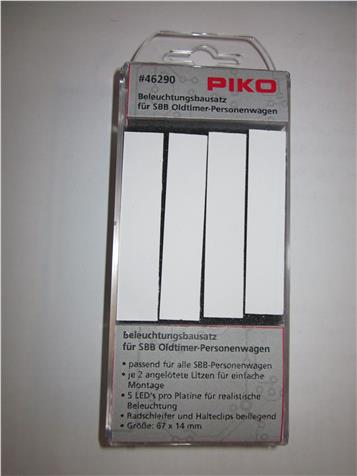 #46290 PIKO
Beleuchtungsbausatz
für SBB Oldtimer-Personenwagen
Beleuchtungsbausatz
für SBB Oldtimer-Personenwagen
• passend für alle SBB-Personenwagen
• je 2 angelötete Litzen für einfache
Montage
• 5 LED's pro Platine für realistische
Beleuchtung
• Radschleifer und Halteclips beiliegend
• Größe: 67 x 14 mm